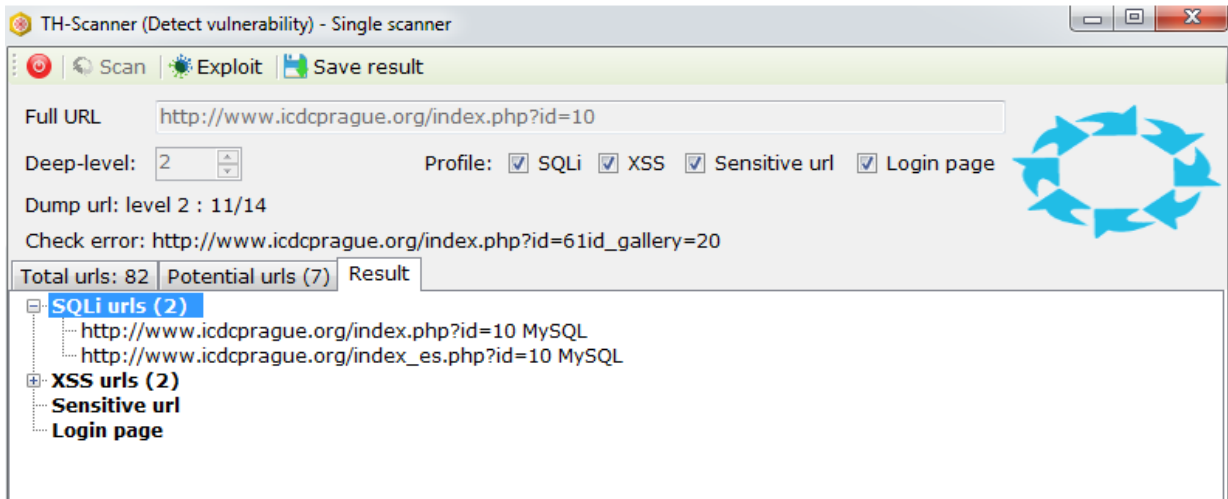 TH-Scanner (Detect vulnerability) - Single scanner
Scan Exploit Save result
Full URL http://www.icdcprague.org/index.php?id=10
Deep-level: 2 Profile: SQLi XSS Sensitive url Login page
Dump url: level 2 : 11/14
Check error: http://www.icdcprague.org/index.php?id=61id_gallery=20
Total urls: 82 Potential urls (7) Result
SQLi urls (2)
http://www.icdcprague.org/index.php?id=10 MySQL
http://www.icdcprague.org/index_es.php?id=10 MySQL
XSS urls (2)
Sensitive url
Login page